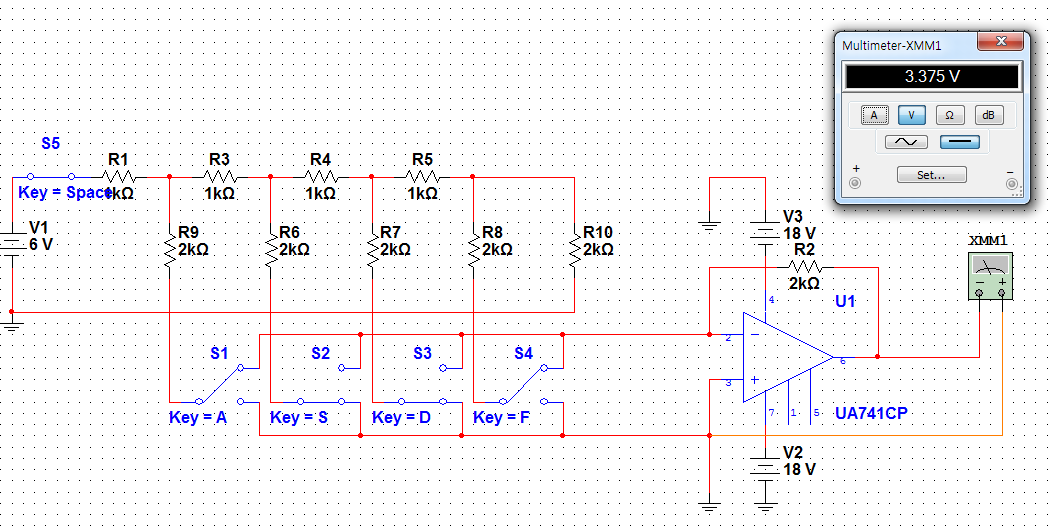 Multimeter-XMM1
3.375 V
A V Ω dB
+ Set... −
S5
R1 R3 R4 R5
1kΩ 1kΩ 1kΩ
Key = Space kΩ
V1
6 V
R9 R6 R7 R8 R10
2kΩ 2kΩ 2kΩ 2kΩ 2kΩ
V3
18 V
R2
2kΩ
XMM1
− +
4
U1
2 −
6
3 +
7 1 5
UA741CP
S1 S2 S3 S4
Key = A Key = S Key = D Key = F
V2
18 V